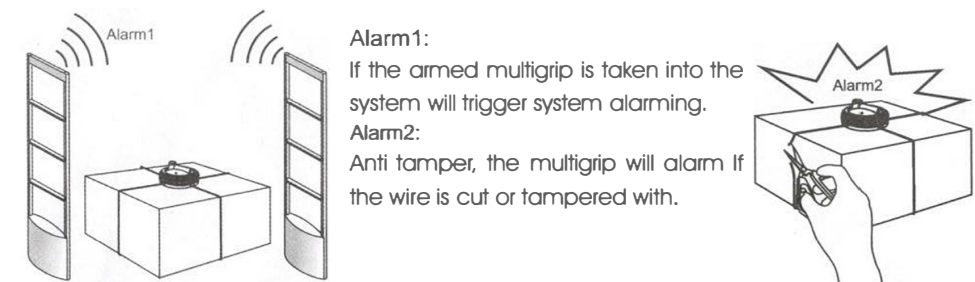 Alarm1
Alarm1:
If the armed multigrip is taken into the
system will trigger system alarming.
Alarm2:
Anti tamper, the multigrip will alarm If
the wire is cut or tampered with.
Alarm2